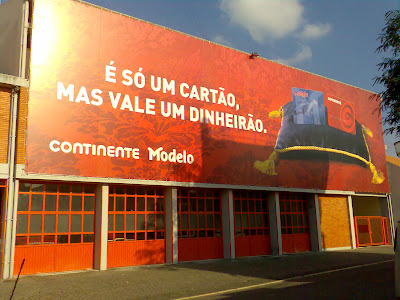 É SÓ UM CARTÃO,
MAS VALE UM DINHEIRÃO.
CONTINENTE Modelo